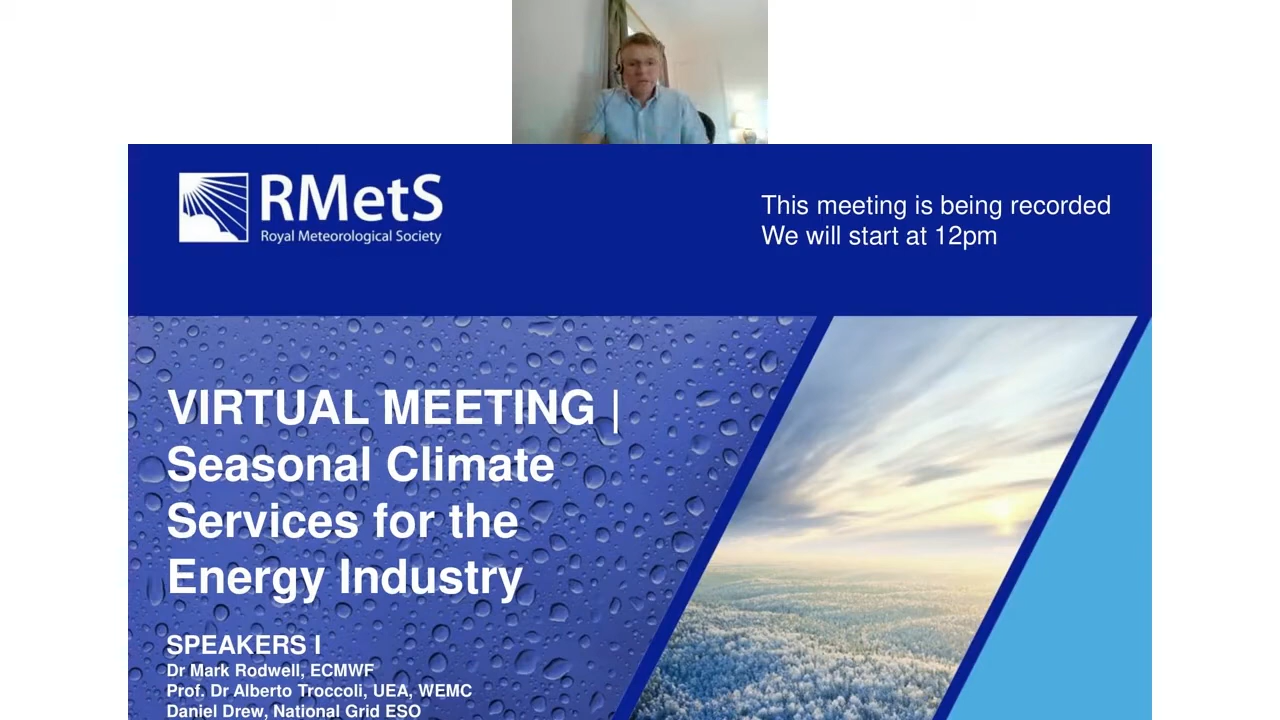 RMetS
Royal Meteorological Society
This meeting is being recorded
We will start at 12pm
VIRTUAL MEETING |
Seasonal Climate
Services for the
Energy Industry
SPEAKERS I
Dr Mark Rodwell, ECMWF
Prof. Dr Alberto Troccoli, UEA, WEMC
Daniel Drew, National Grid ESO